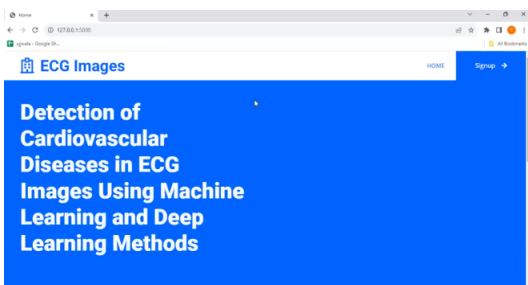 Home
127.0.0.1:5000
All Bookmarks
ECG Images
HOME
Signup →
Detection of
Cardiovascular
Diseases in ECG
Images Using Machine
Learning and Deep
Learning Methods